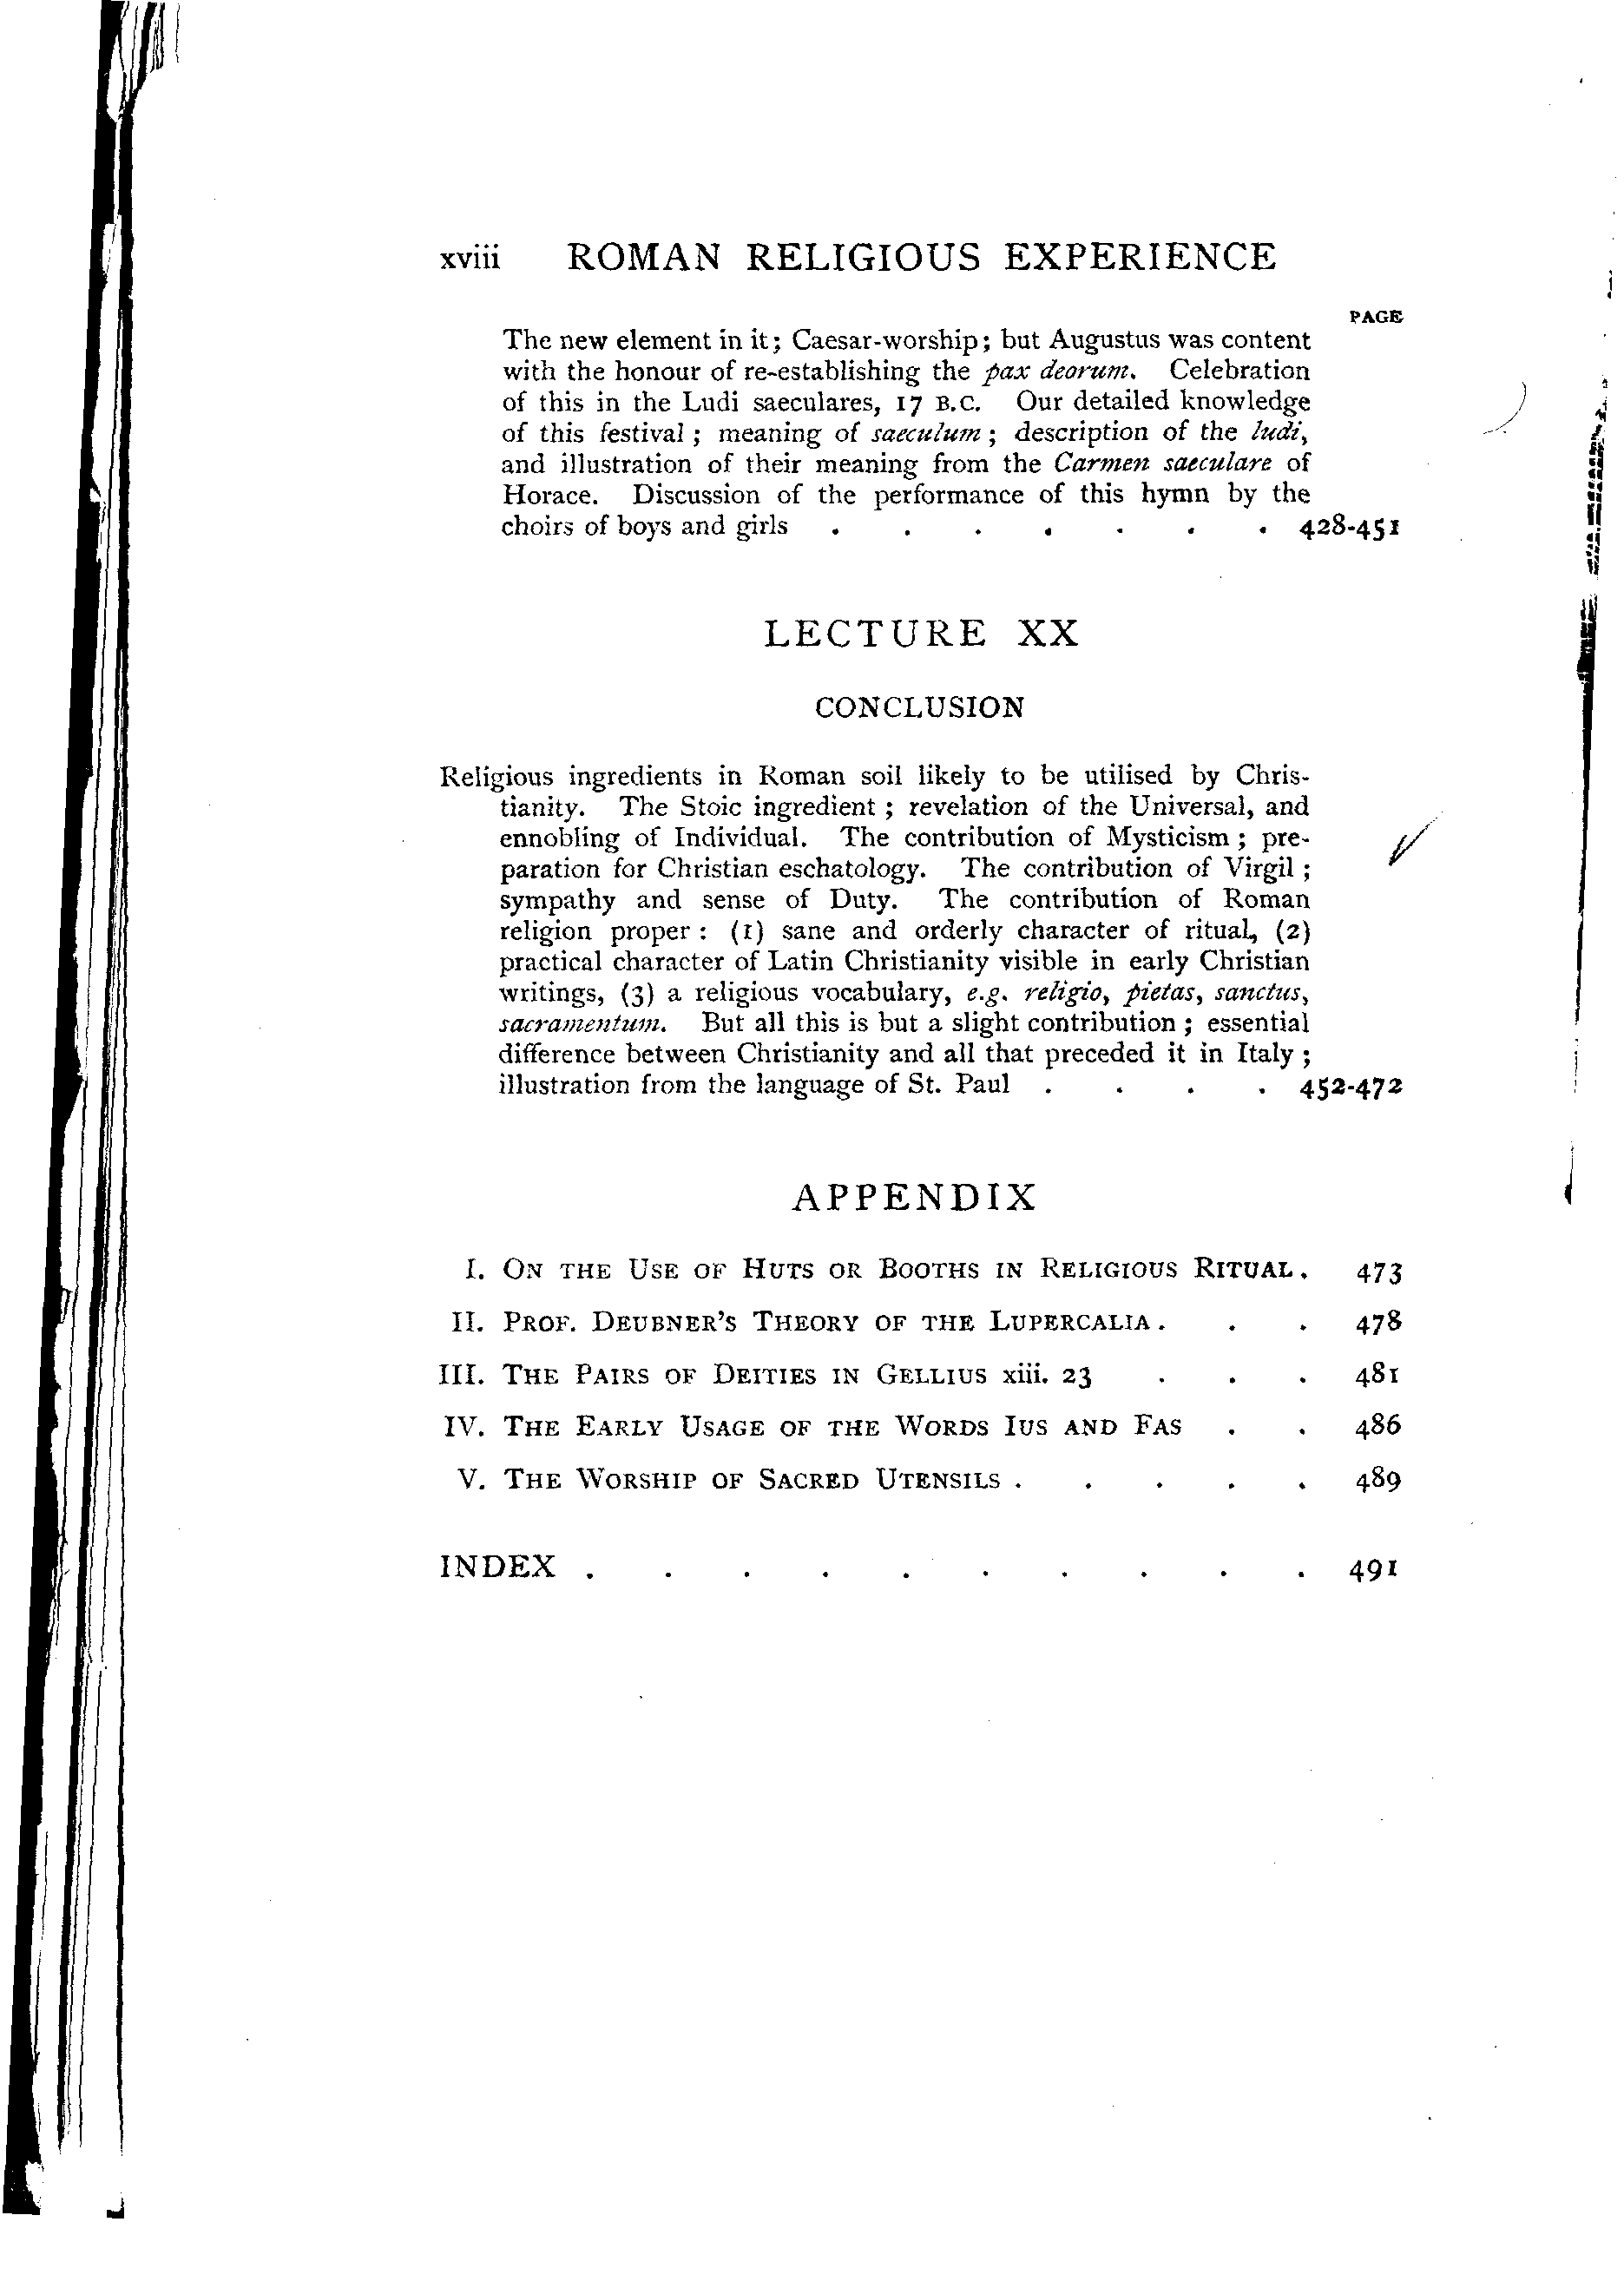 xviii ROMAN RELIGIOUS EXPERIENCE
PAGE
The new element in it; Caesar-worship; but Augustus was content
with the honour of re-establishing the pax deorum. Celebration
of this in the Ludi saeculares, 17 B.C. Our detailed knowledge
of this festival; meaning of saeculum; description of the ludi,
and illustration of their meaning from the Carmen saeculare of
Horace. Discussion of the performance of this hymn by the
choirs of boys and girls . . . . . . . 428-451
LECTURE XX
CONCLUSION
Religious ingredients in Roman soil likely to be utilised by Chris-
tianity. The Stoic ingredient; revelation of the Universal, and
ennobling of Individual. The contribution of Mysticism; pre-
paration for Christian eschatology. The contribution of Virgil;
sympathy and sense of Duty. The contribution of Roman
religion proper: (1) sane and orderly character of ritual, (2)
practical character of Latin Christianity visible in early Christian
writings, (3) a religious vocabulary, e.g. religio, pietas, sanctus,
sacramentum. But all this is but a slight contribution; essential
difference between Christianity and all that preceded it in Italy;
illustration from the language of St. Paul . . . . 452-472
APPENDIX
I. ON THE USE OF HUTS OR BOOTHS IN RELIGIOUS RITUAL . 473
II. PROF. DEUBNER'S THEORY OF THE LUPERCALIA . . . 478
III. THE PAIRS OF DEITIES IN GELLIUS xiii. 23 . . . 481
IV. THE EARLY USAGE OF THE WORDS IUS AND FAS . . 486
V. THE WORSHIP OF SACRED UTENSILS . . . . . 489
INDEX . . . . . . . . . . 491